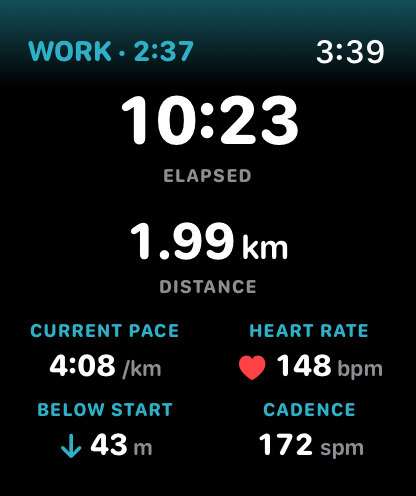 WORK · 2:37 3:39
10:23
ELAPSED
1.99 km
DISTANCE
CURRENT PACE HEART RATE
4:08 /km 148 bpm
BELOW START CADENCE
43 m 172 spm